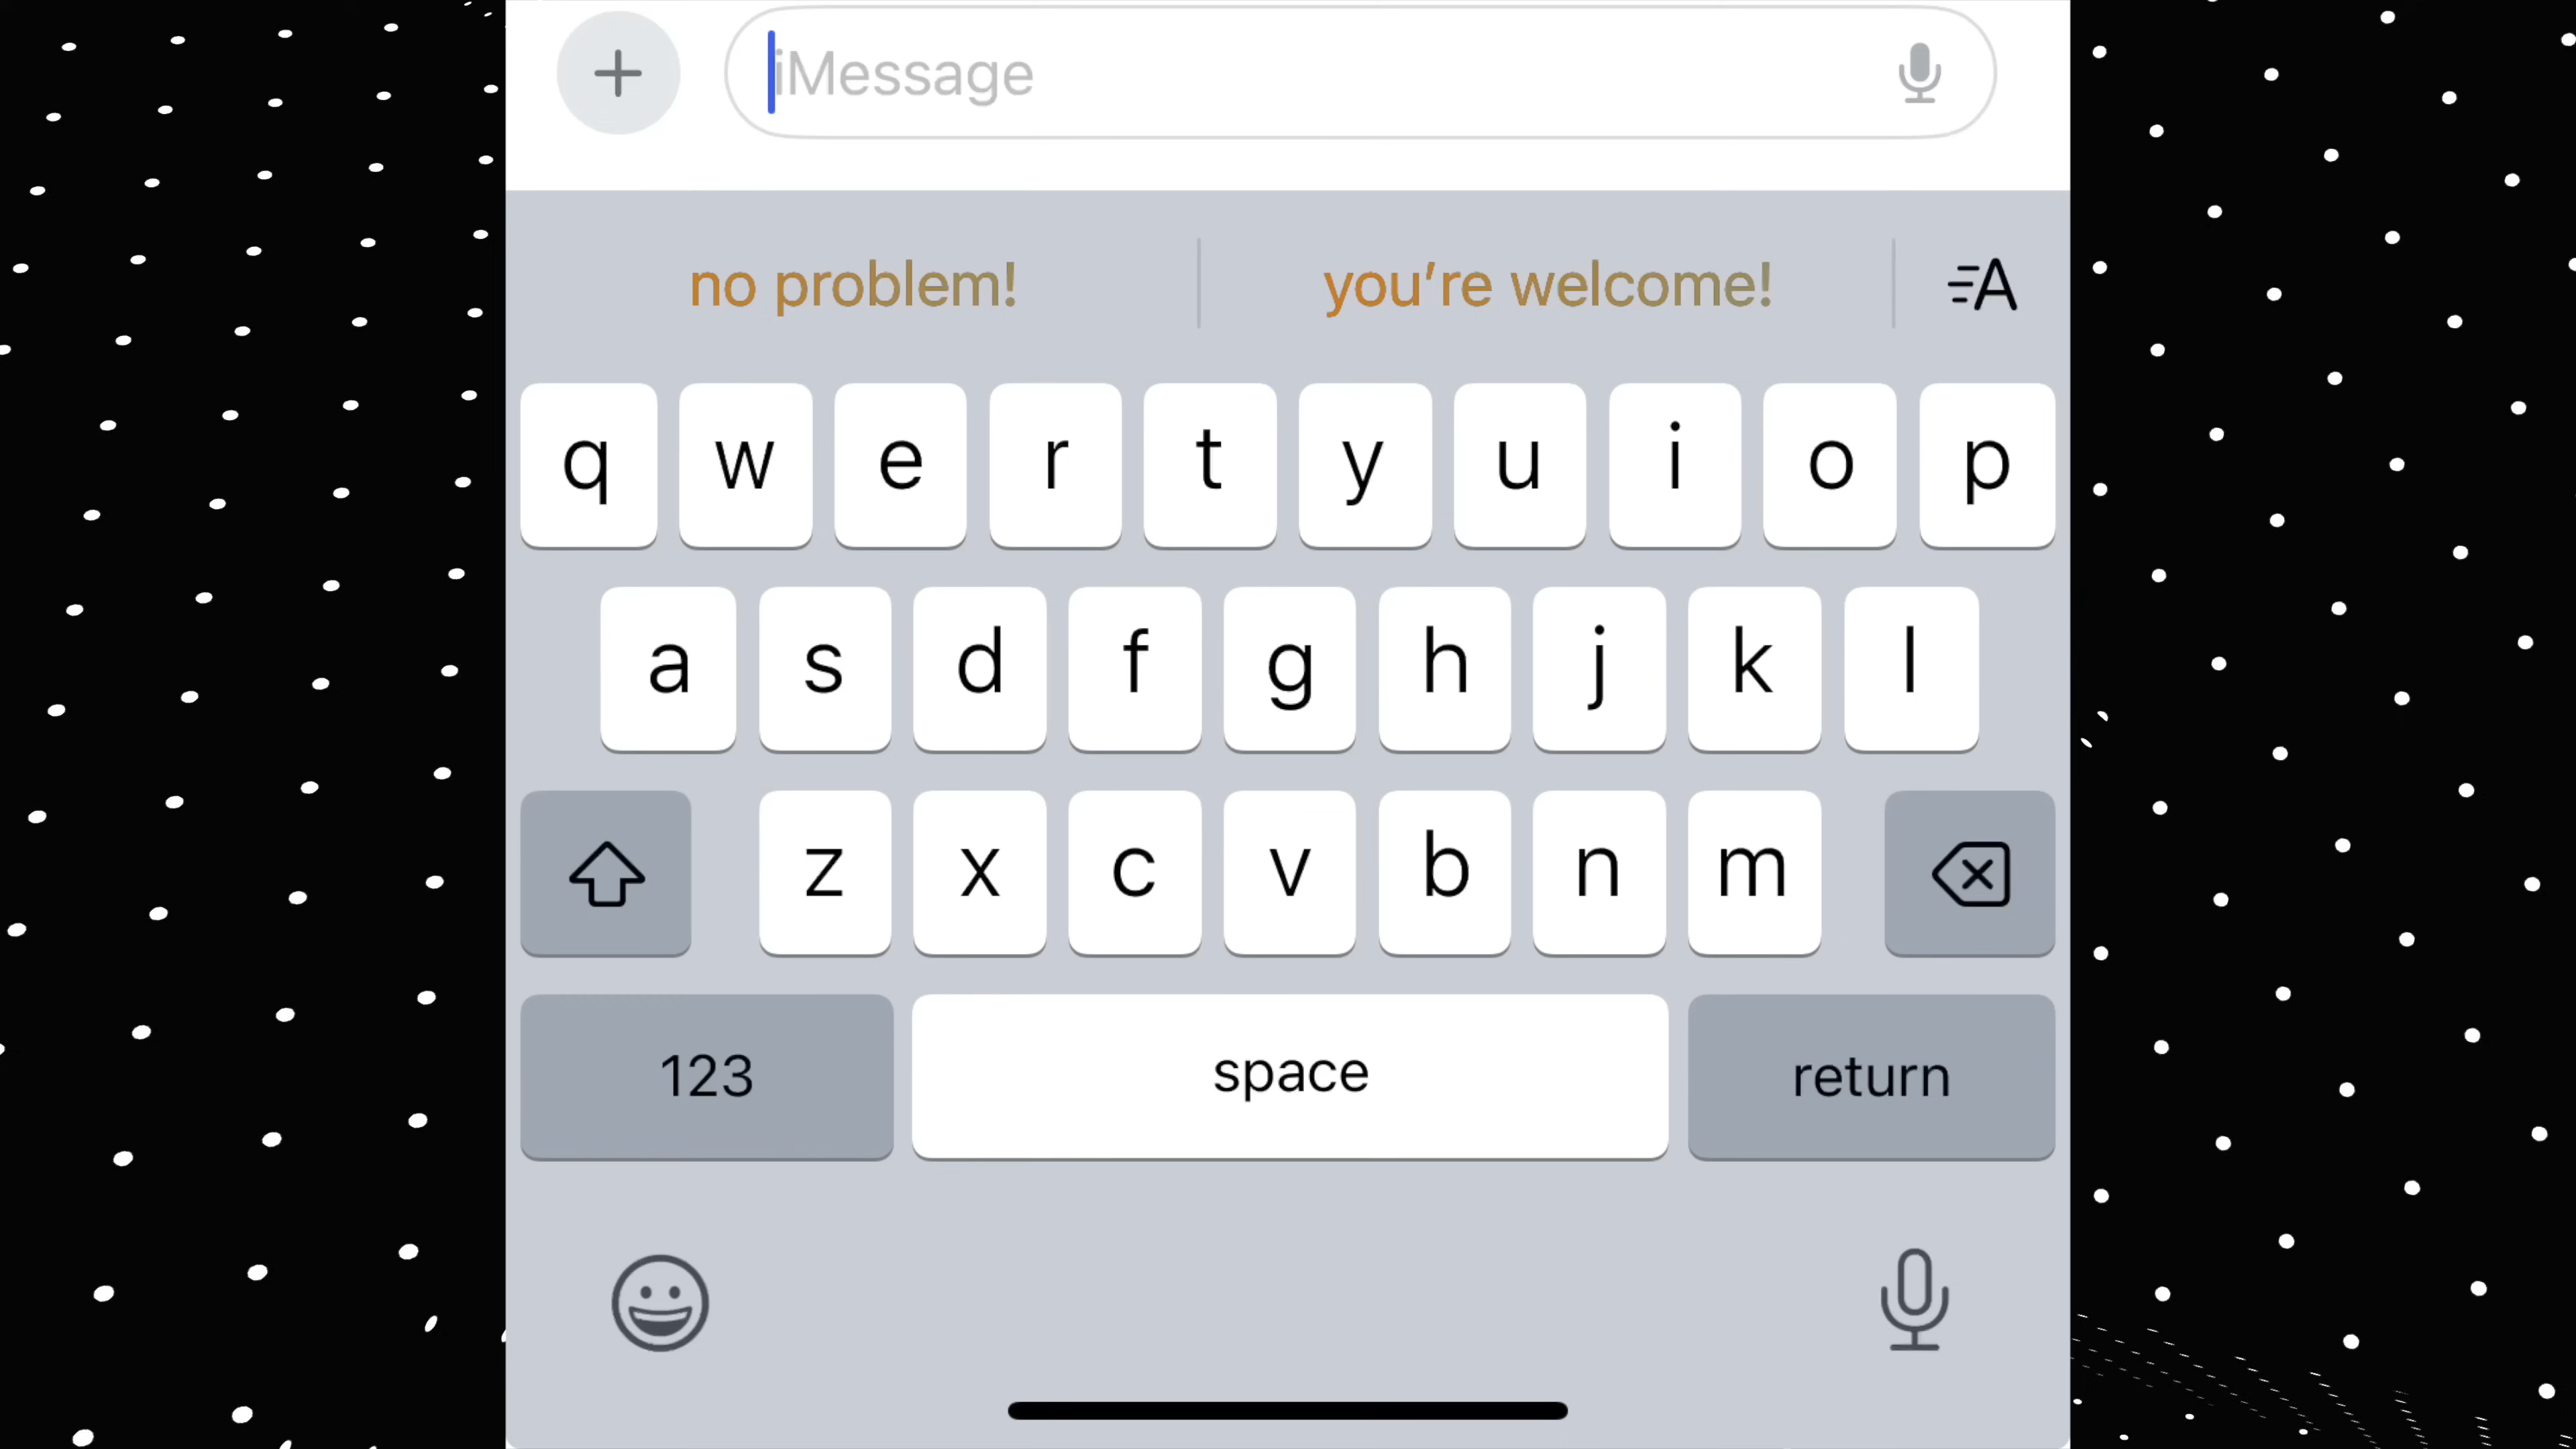 iMessage
no problem! you’re welcome! A
q w e r t y u i o p
a s d f g h j k l
z x c v b n m
123 space return